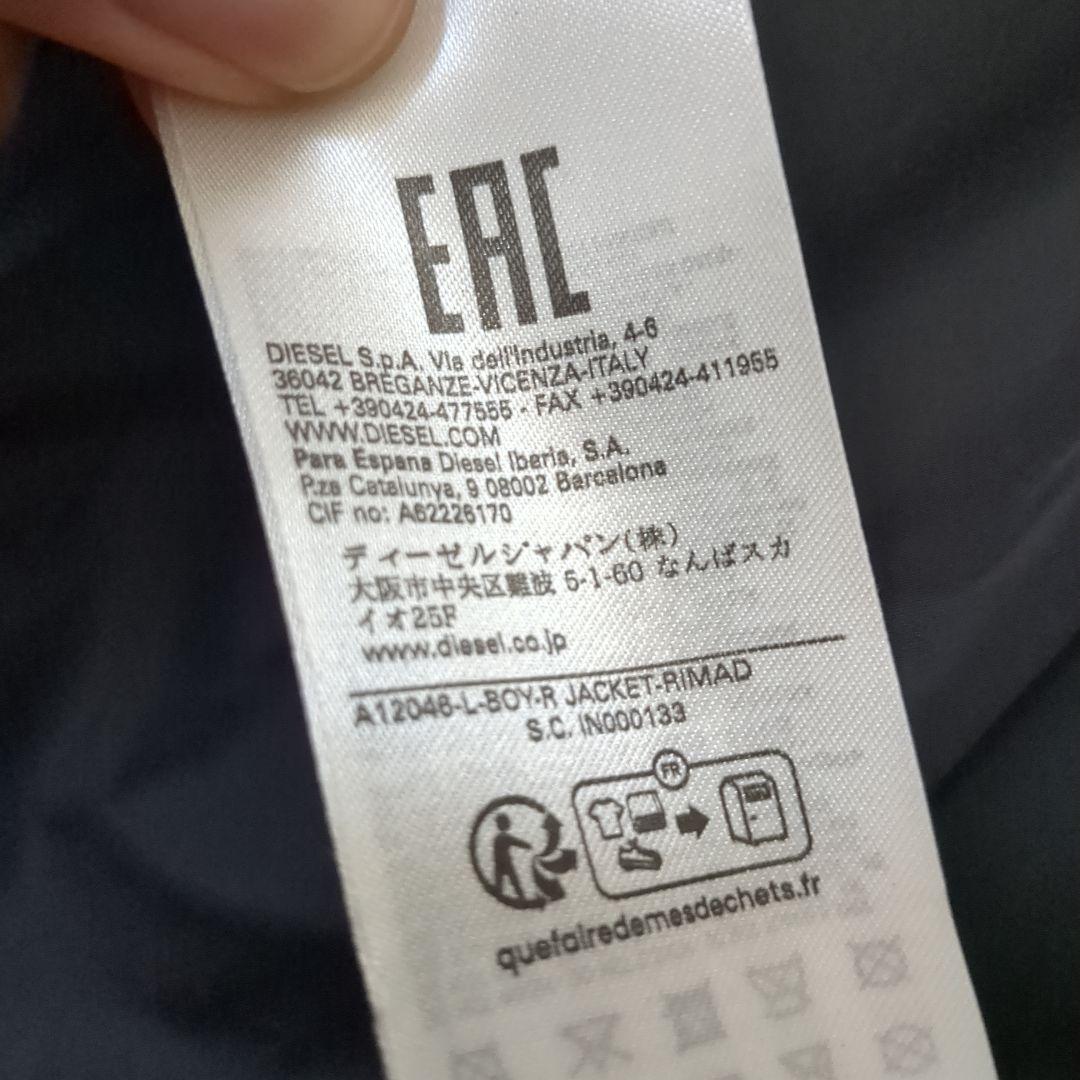 EAC
DIESEL S.p.A. Via dell'Industria, 4-6
36042 BREGANZE-VICENZA-ITALY
TEL +390424-477555 - FAX +390424-411955
WWW.DIESEL.COM
Para Espana Diesel Iberia, S.A.
P.za Catalunya, 9 08002 Barcelona
CIF no: A62226170
ディーゼルジャパン(株)
大阪市中央区難波 5-1-60 なんばスカ
イオ25F
www.diesel.co.jp
A12046-L-BOY-R JACKET-RIMAD
S.C. IN000133
FR
quefairedemesdechets.fr